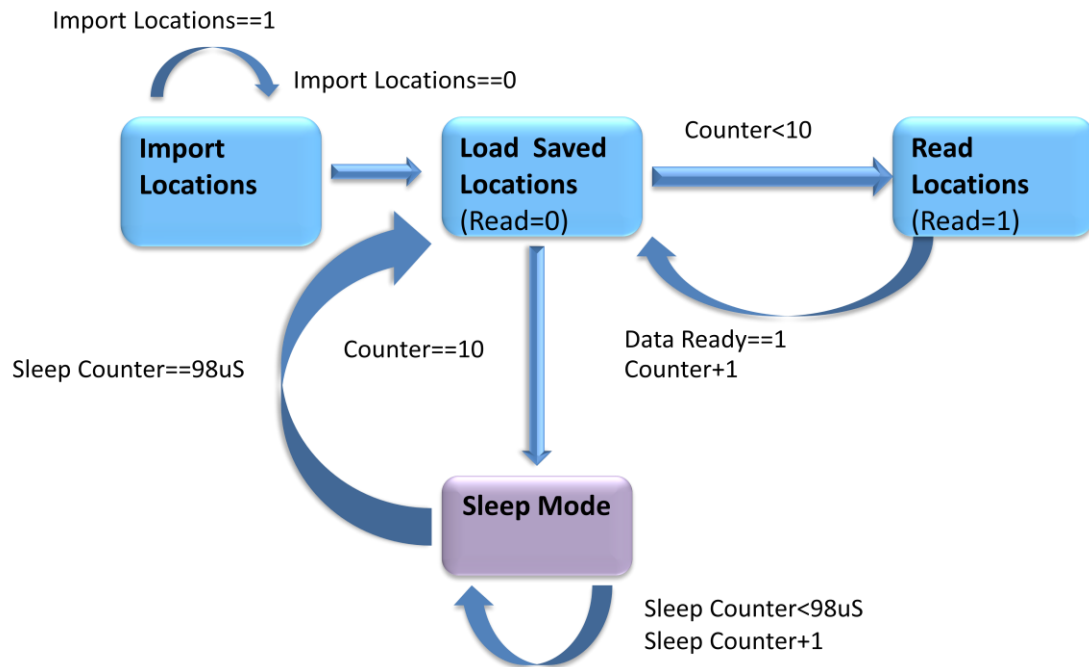 Import Locations==1
Import Locations==0
Import
Locations
Load Saved
Locations
(Read=0)
Counter<10
Read
Locations
(Read=1)
Data Ready==1
Counter+1
Counter==10
Sleep Counter==98uS
Sleep Mode
Sleep Counter<98uS
Sleep Counter+1